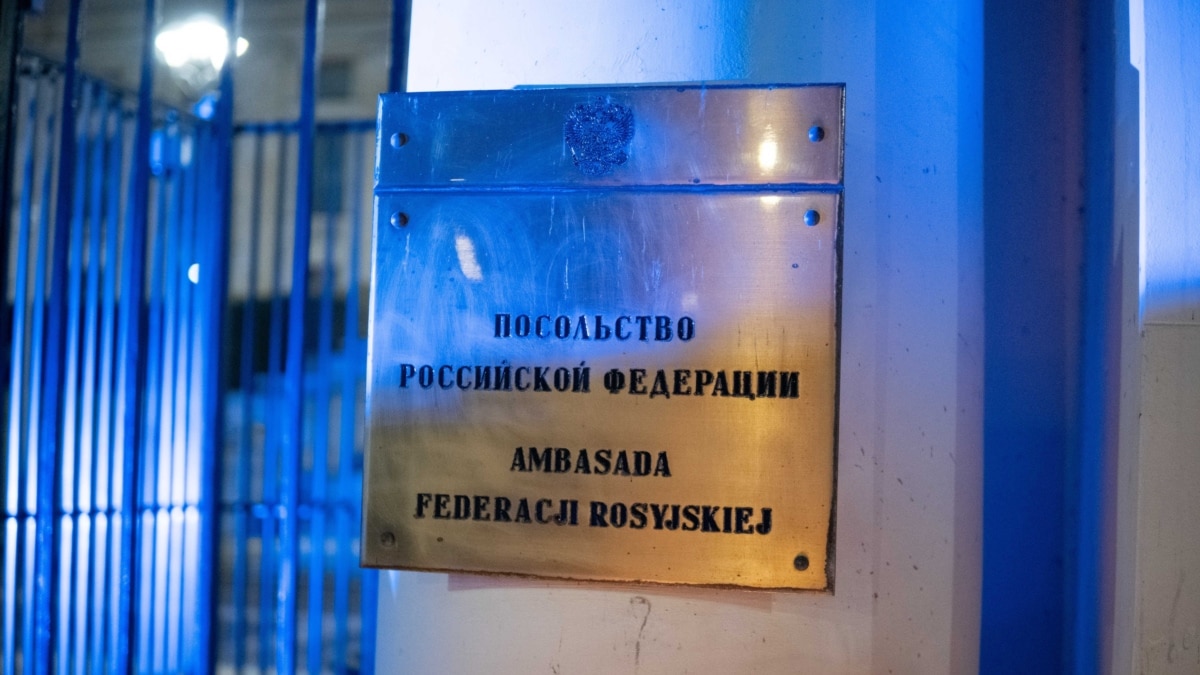 ПОСОЛЬСТВО
РОССИЙСКОЙ ФЕДЕРАЦИИ
AMBASADA
FEDERACJI ROSYJSKIEJ